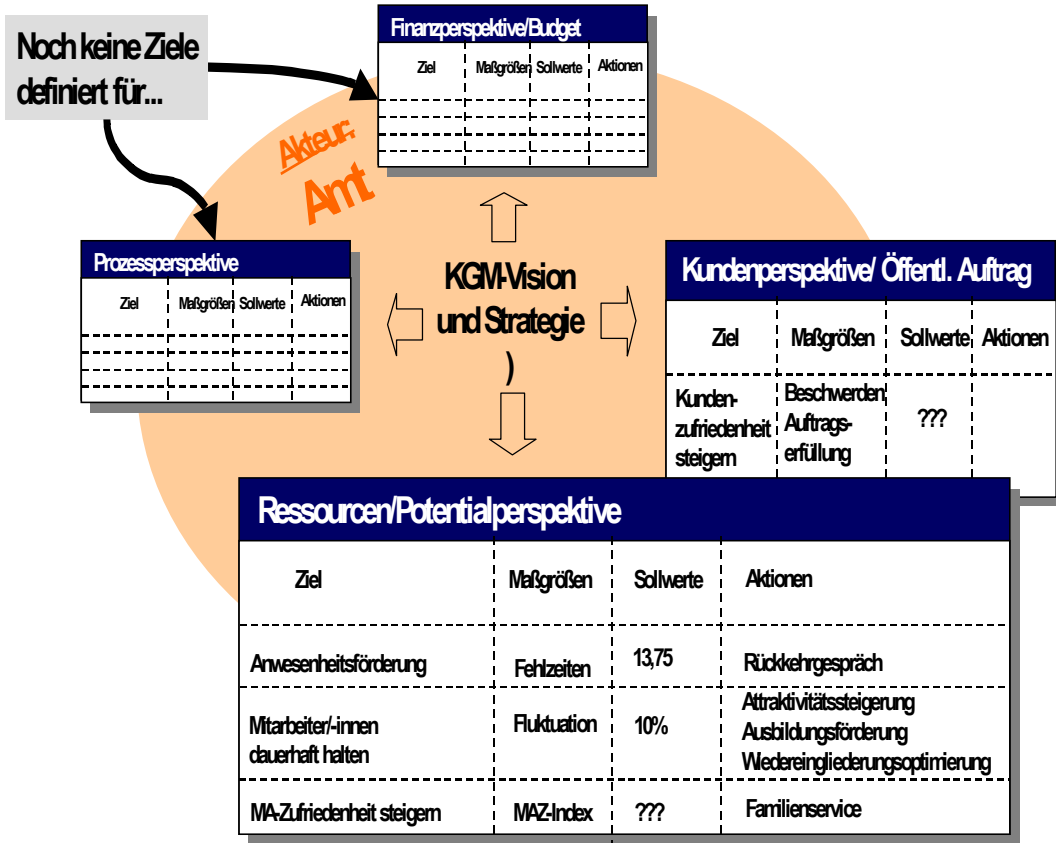 Noch keine Ziele
definiert für...
Finanzperspektive/Budget
Ziel Maßgrößen Sollwerte Aktionen
Akteur:
Amt
Prozessperspektive
Ziel Maßgrößen Sollwerte Aktionen
KGM-Vision
und Strategie
)
Kundenperspektive/ Öffentl. Auftrag
Ziel Maßgrößen Sollwerte Aktionen
Kunden-
zufriedenheit
steigern
Beschwerden
Auftrags-
erfüllung
???
Ressourcen/Potentialperspektive
Ziel Maßgrößen Sollwerte Aktionen
Anwesenheitsförderung Fehlzeiten 13,75 Rückkehrgespräch
Mitarbeiter/-innen
dauerhaft halten
Fluktuation
10%
Attraktivitätssteigerung
Ausbildungsförderung
Wiedereingliederungsoptimierung
MA-Zufriedenheit steigern MAZ-Index ??? Familienservice